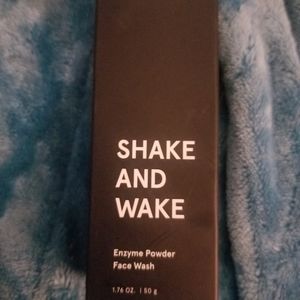 SHAKE
AND
WAKE
Enzyme Powder
Face Wash
1.76 OZ. | 50 g